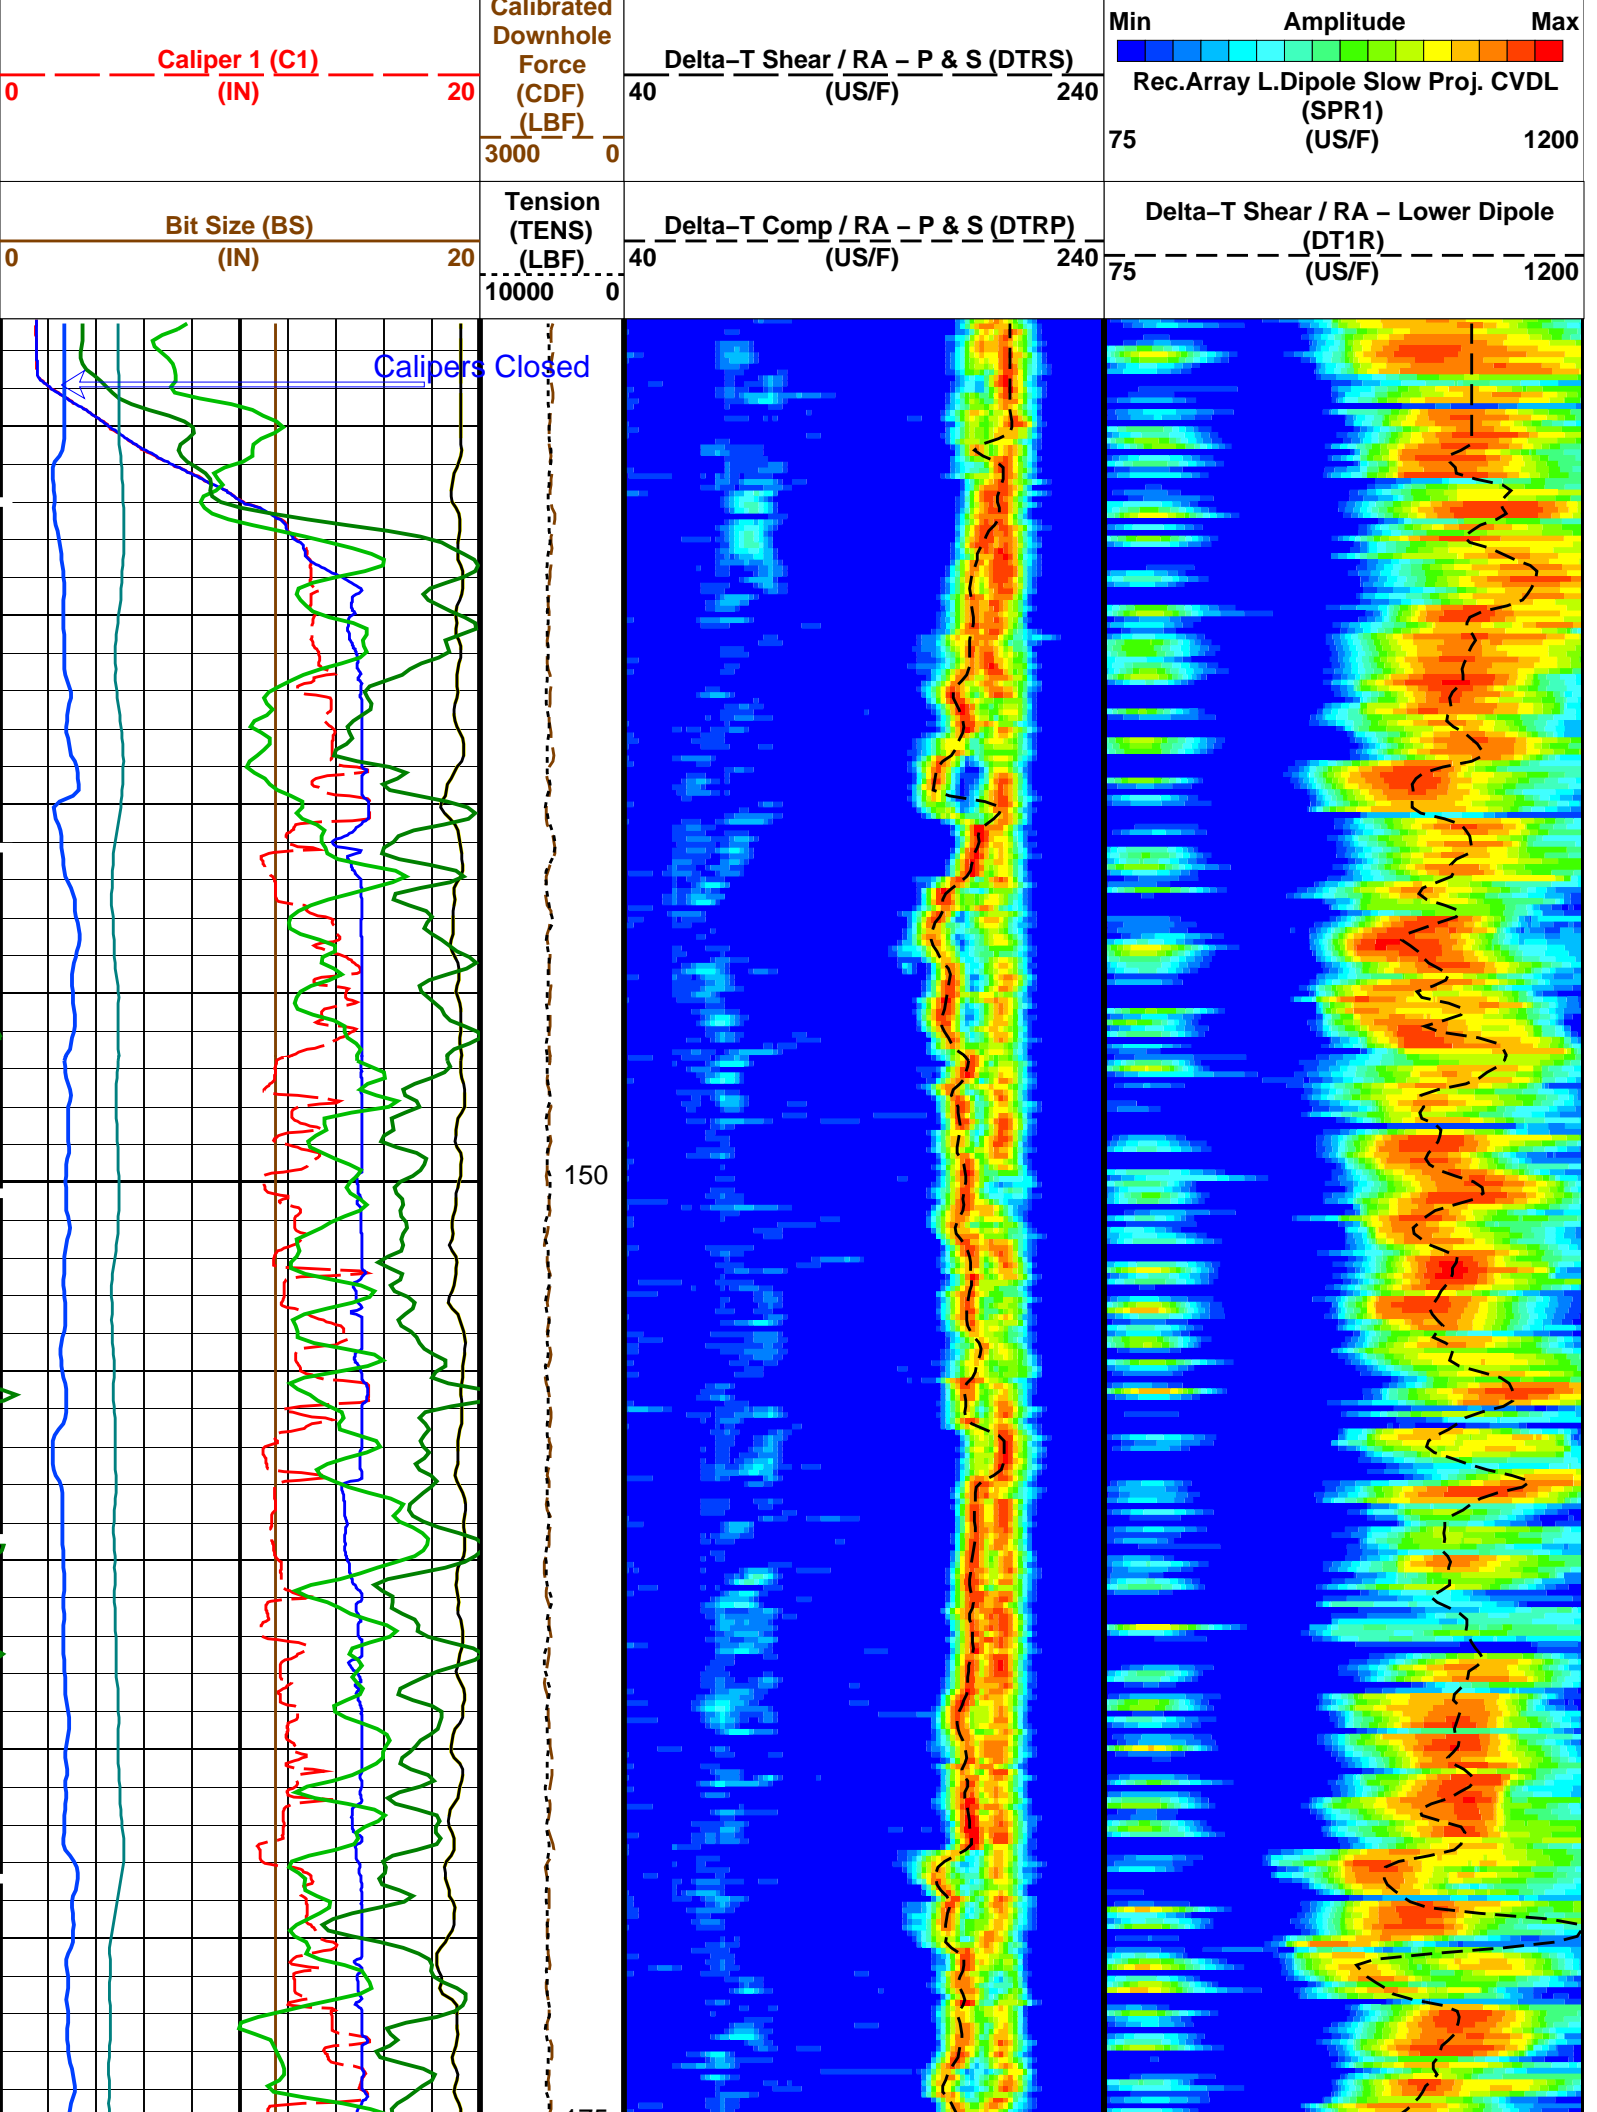 Caliper 1 (C1)
0 (IN) 20
Calibrated
Downhole
Force
(CDF)
(LBF)
3000 0
Delta–T Shear / RA – P & S (DTRS)
40 (US/F) 240
Min Amplitude Max
Rec.Array L.Dipole Slow Proj. CVDL
(SPR1)
75 (US/F) 1200
Bit Size (BS)
0 (IN) 20
Tension
(TENS)
(LBF)
10000 0
Delta–T Comp / RA – P & S (DTRP)
40 (US/F) 240
Delta–T Shear / RA – Lower Dipole
(DT1R)
75 (US/F) 1200
Calipers Closed
150
175